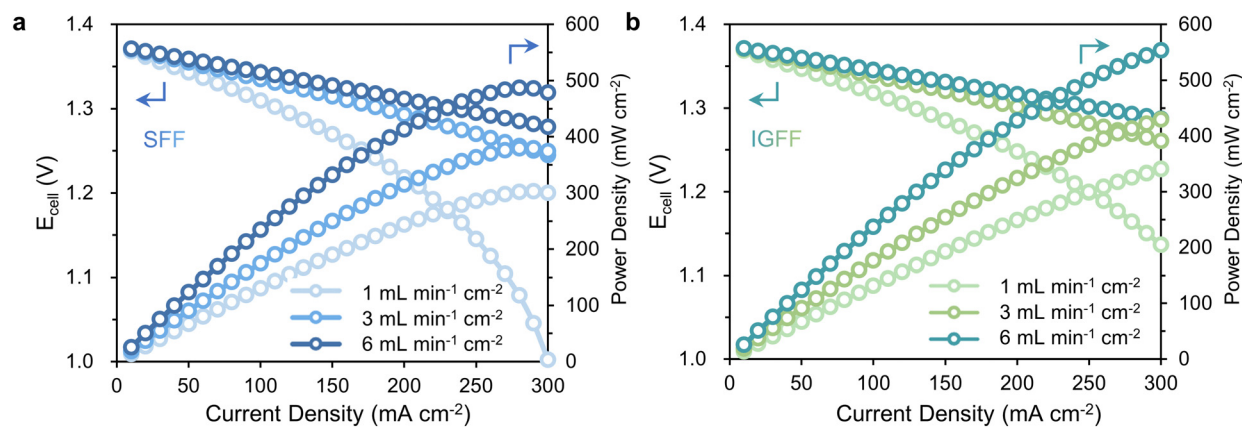 a
1.4
1.3
1.2
1.1
1.0
E_cell (V)
600
500
400
300
200
100
0
Power Density (mW cm⁻²)
SFF
1 mL min⁻¹ cm⁻²
3 mL min⁻¹ cm⁻²
6 mL min⁻¹ cm⁻²
0 50 100 150 200 250 300
Current Density (mA cm⁻²)
b
1.4
1.3
1.2
1.1
1.0
E_cell (V)
600
500
400
300
200
100
0
Power Density (mW cm⁻²)
IGFF
1 mL min⁻¹ cm⁻²
3 mL min⁻¹ cm⁻²
6 mL min⁻¹ cm⁻²
0 50 100 150 200 250 300
Current Density (mA cm⁻²)